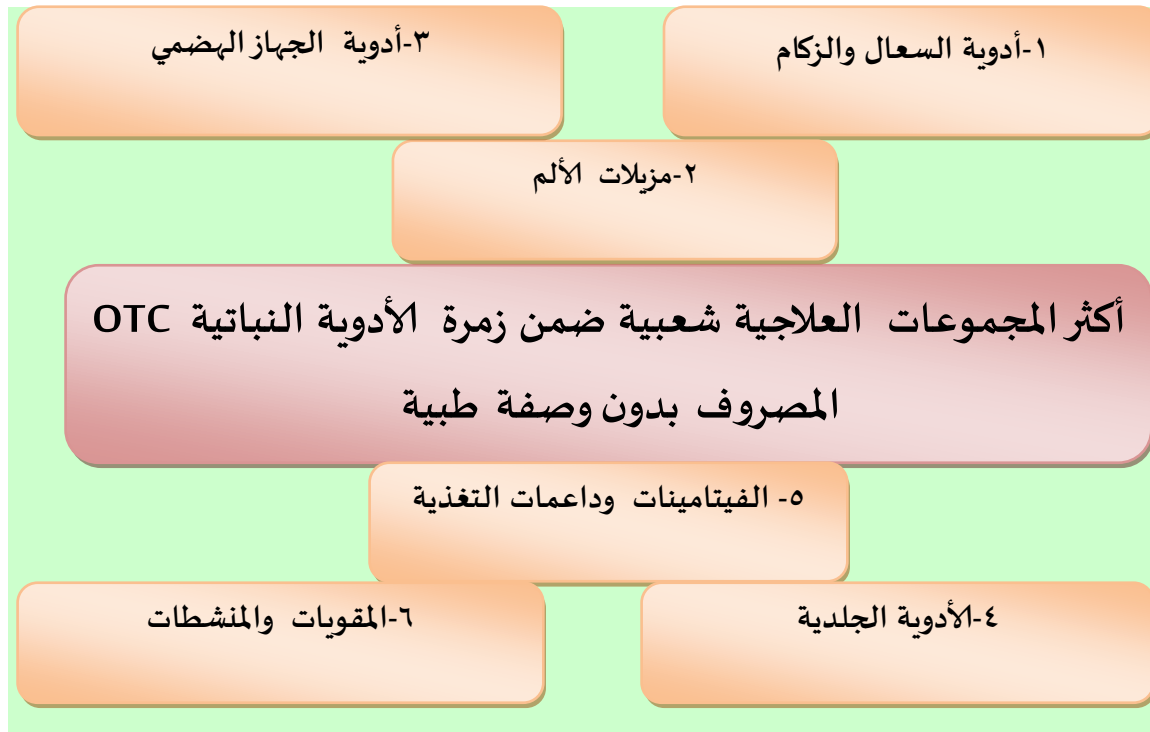 ١-أدوية السعال والزكام
٣-أدوية الجهاز الهضمي
٢-مزيلات الألم
أكثر المجموعات العلاجية شعبية ضمن زمرة الأدوية النباتية OTC
المصروف بدون وصفة طبية
٥- الفيتامينات وداعمات التغذية
٤-الأدوية الجلدية
٦-المقويات والمنشطات